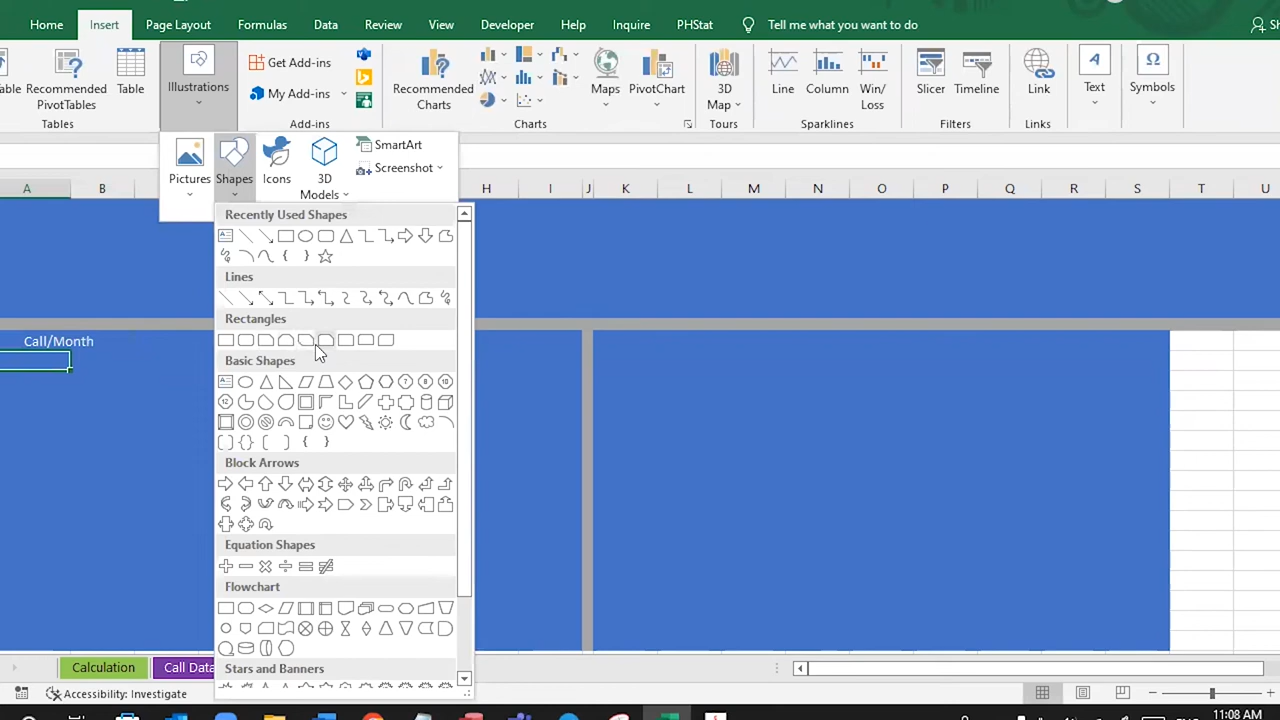 Home Insert Page Layout Formulas Data Review View Developer Help Inquire PHStat Tell me what you want to do
Recommended PivotTables
Table
Tables
Illustrations
Get Add-ins
My Add-ins
Add-ins
Recommended Charts
Maps
PivotChart
Charts
3D Map
Tours
Line
Column
Win/Loss
Sparklines
Slicer
Timeline
Filters
Link
Links
Text
Symbols
Pictures
Shapes
Icons
3D Models
SmartArt
Screenshot
A B H I J K L M N O P Q R S T U
Recently Used Shapes
Lines
Rectangles
Call/Month
Basic Shapes
Block Arrows
Equation Shapes
Flowchart
Stars and Banners
Calculation Call Data
Accessibility: Investigate
11:08 AM